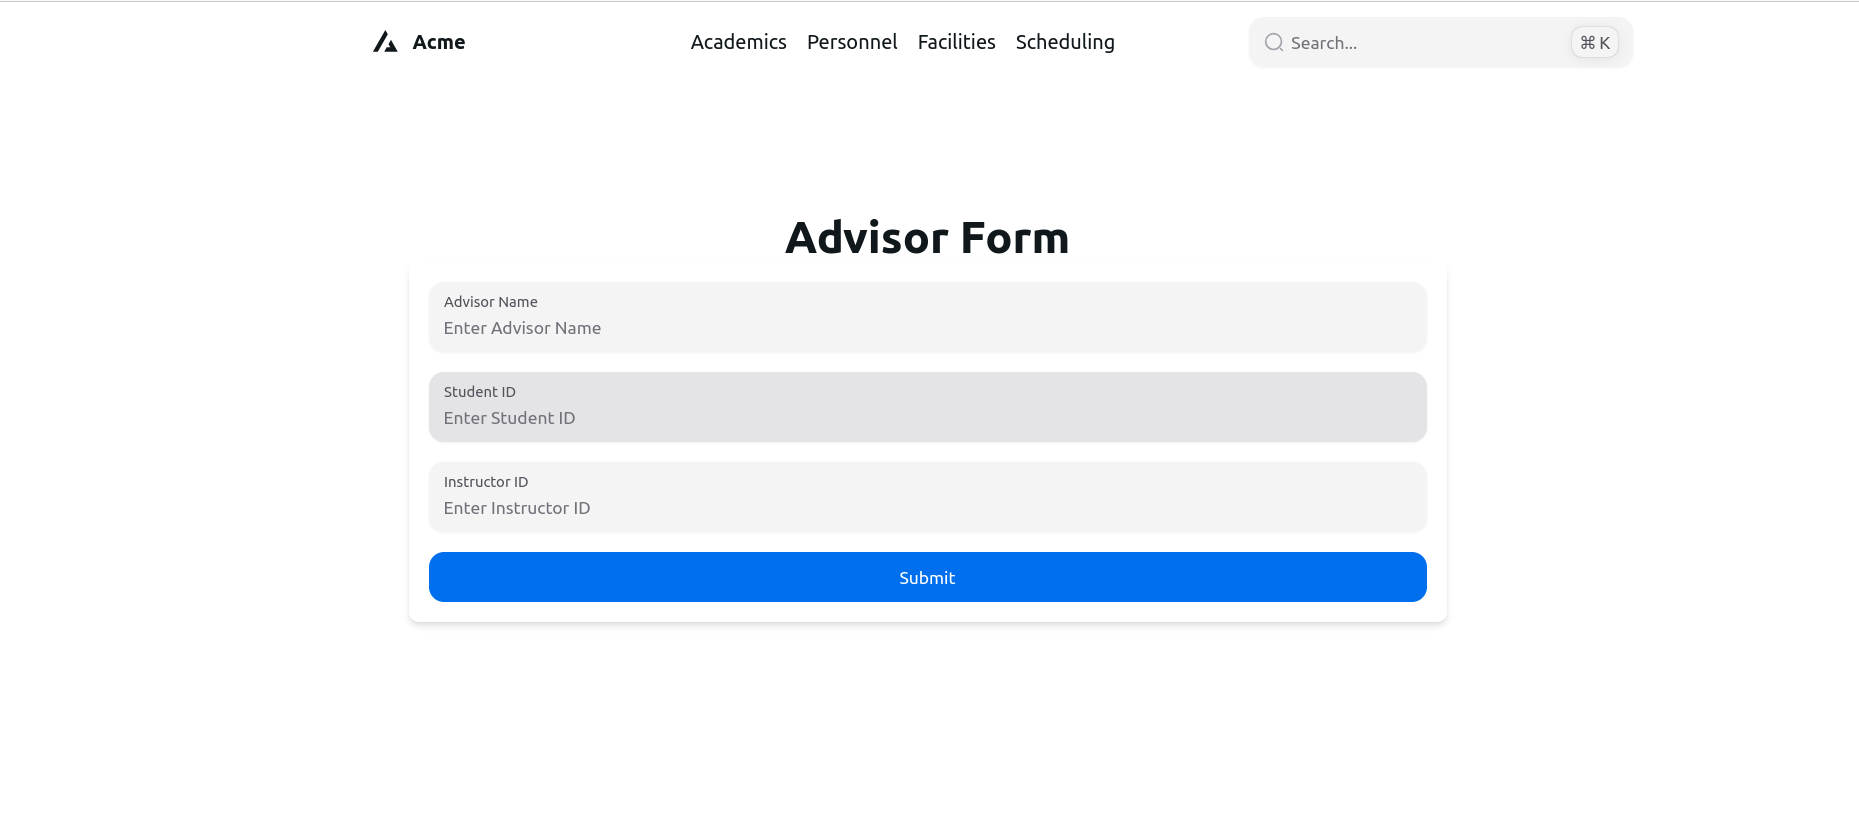 Acme
Academics Personnel Facilities Scheduling
Search...
⌘ K
Advisor Form
Advisor Name
Enter Advisor Name
Student ID
Enter Student ID
Instructor ID
Enter Instructor ID
Submit